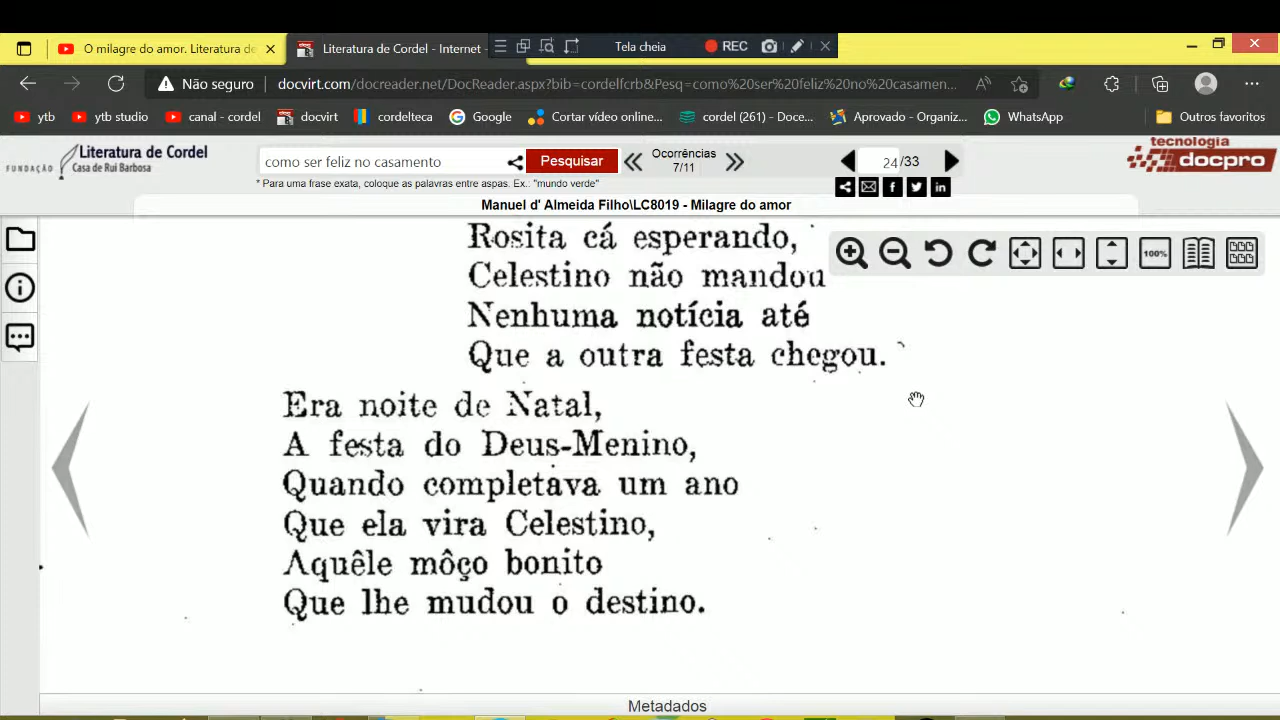 O milagre do amor. Literatura de
Literatura de Cordel - Internet
Tela cheia
REC
Não seguro
docvirt.com/docreader.net/DocReader.aspx?bib=cordelfcrb&Pesq=como%20ser%20feliz%20no%20casamen...
ytb
ytb studio
canal - cordel
docvirt
cordelteca
Google
Cortar vídeo online...
cordel (261) - Doce...
Aprovado - Organiz...
WhatsApp
Outros favoritos
FUNDAÇÃO
Literatura de Cordel
Casa de Rui Barbosa
como ser feliz no casamento
Pesquisar
Ocorrências
7/11
24 /33
tecnologia
docpro
* Para uma frase exata, coloque as palavras entre aspas. Ex.: "mundo verde"
Manuel d' Almeida Filho\LC8019 - Milagre do amor
100%
Rosita cá esperando,
Celestino não mandou
Nenhuma notícia até
Que a outra festa chegou.
Era noite de Natal,
A festa do Deus-Menino,
Quando completava um ano
Que ela vira Celestino,
Aquêle môço bonito
Que lhe mudou o destino.
Metadados